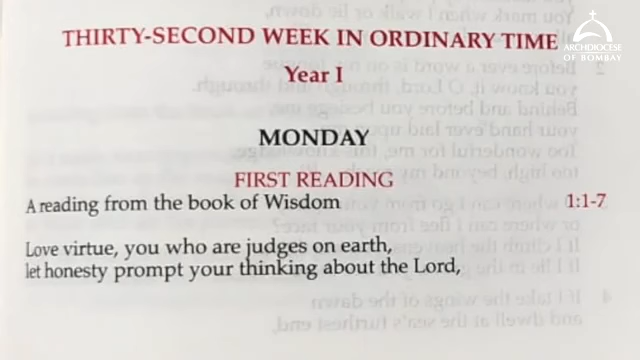 THIRTY-SECOND WEEK IN ORDINARY TIME
ARCHDIOCESE
OF BOMBAY
Year I
MONDAY
FIRST READING
A reading from the book of Wisdom 1:1-7
Love virtue, you who are judges on earth,
let honesty prompt your thinking about the Lord,